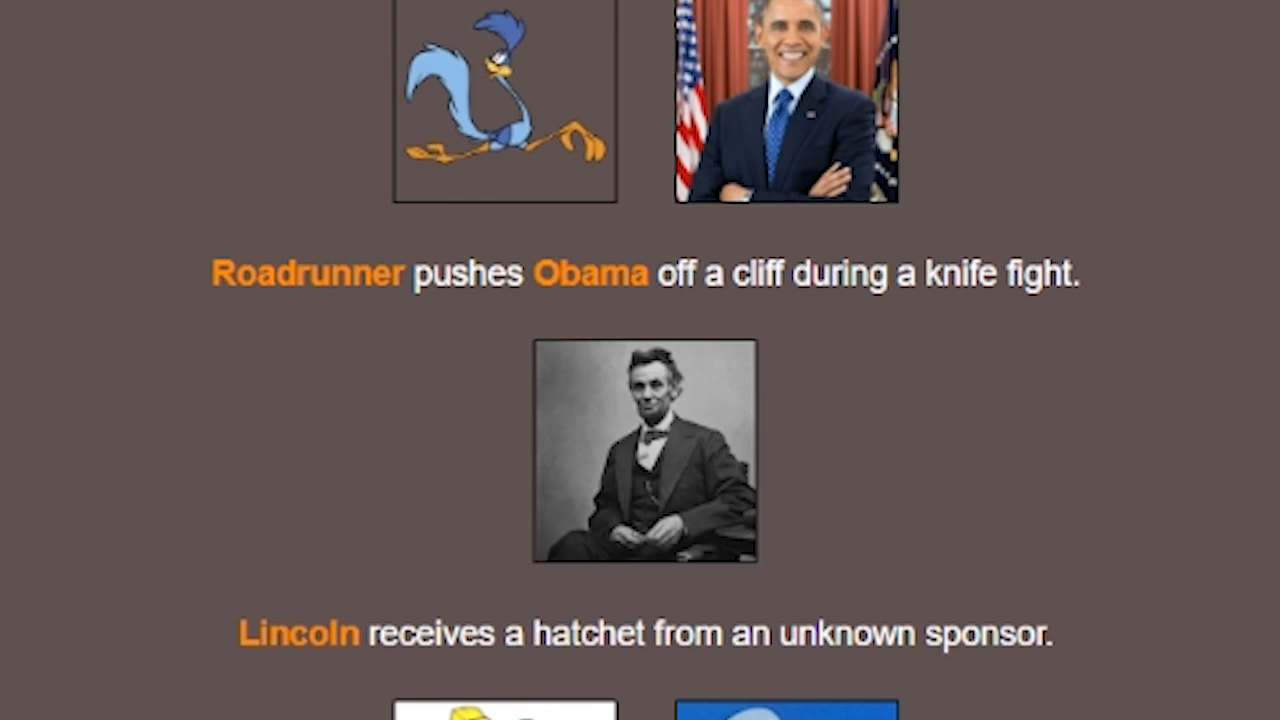 Roadrunner pushes Obama off a cliff during a knife fight.
Lincoln receives a hatchet from an unknown sponsor.